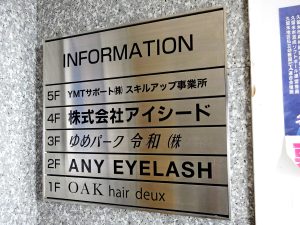 INFORMATION
5F YMTサポート㈱ スキルアップ事業所
4F 株式会社アイシード
3F ゆめパーク 令和 (株
2F ANY EYELASH
1F OAK hair deux